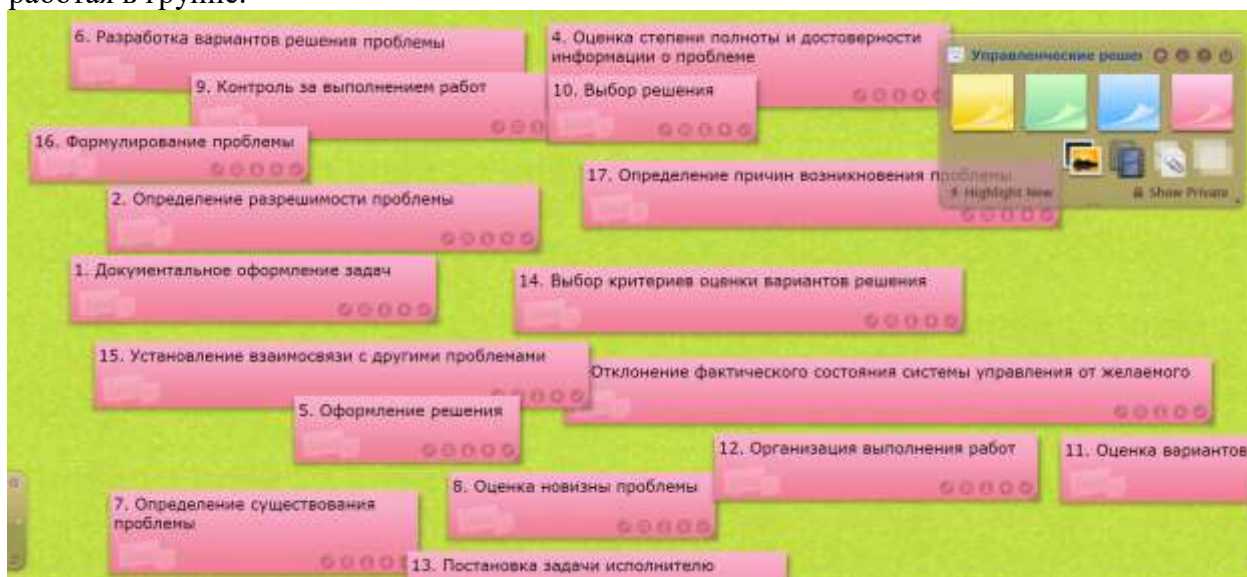 работая в группе.
6. Разработка вариантов решения проблемы
4. Оценка степени полноты и достоверности
информации о проблеме
Управленческие
9. Контроль за выполнением работ
10. Выбор решения
16. Формулирование проблемы
17. Определение причин возникновения проблемы
Highlight New
Show Private
2. Определение разрешимости проблемы
1. Документальное оформление задач
14. Выбор критериев оценки вариантов решения
15. Установление взаимосвязи с другими проблемами
Отклонение фактического состояния системы управления от желаемого
5. Оформление решения
12. Организация выполнения работ
11. Оценка вариантов
8. Оценка новизны проблемы
7. Определение существования
проблемы
13. Постановка задачи исполнителю